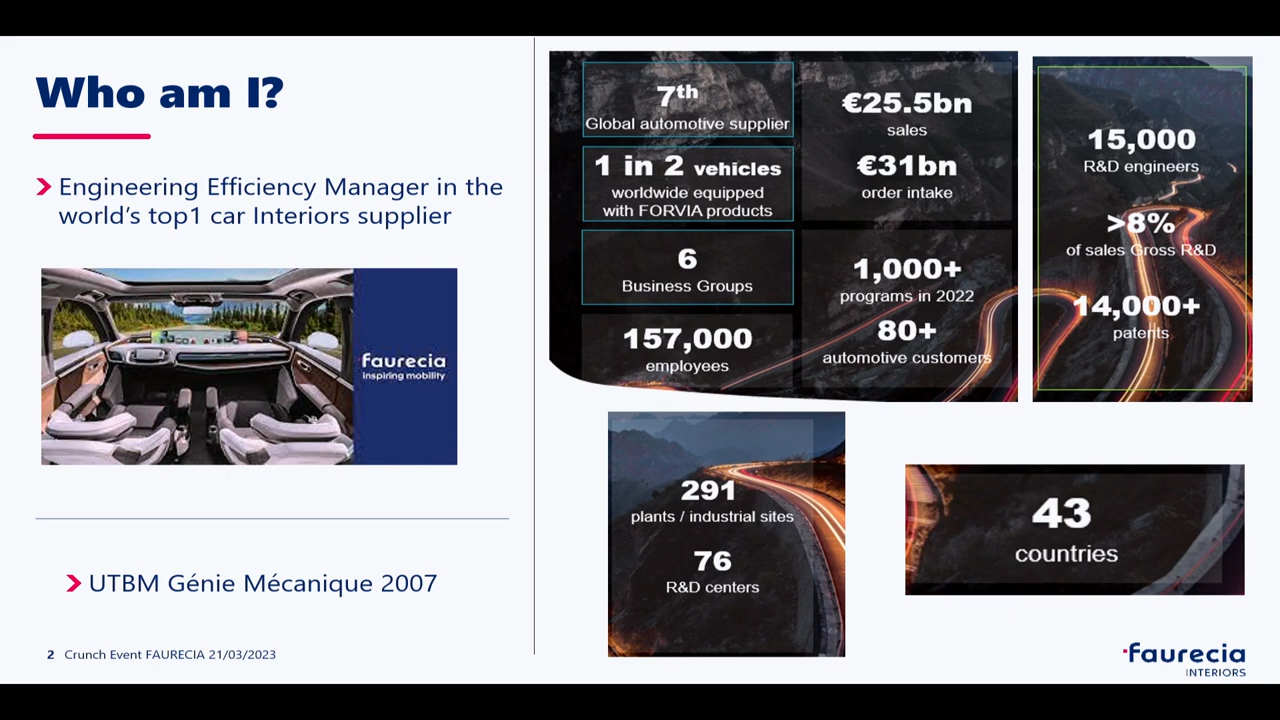 Who am I?
Engineering Efficiency Manager in the
world's top1 car Interiors supplier
faurecia
inspiring mobility
UTBM Génie Mécanique 2007
2 Crunch Event FAURECIA 21/03/2023
7th
Global automotive supplier
1 in 2 vehicles
worldwide equipped
with FORVIA products
6
Business Groups
157,000
employees
€25.5bn
sales
€31bn
order intake
1,000+
programs in 2022
80+
automotive customers
15,000
R&D engineers
>8%
of sales Gross R&D
14,000+
patents
291
plants / industrial sites
76
R&D centers
43
countries
faurecia
INTERIORS